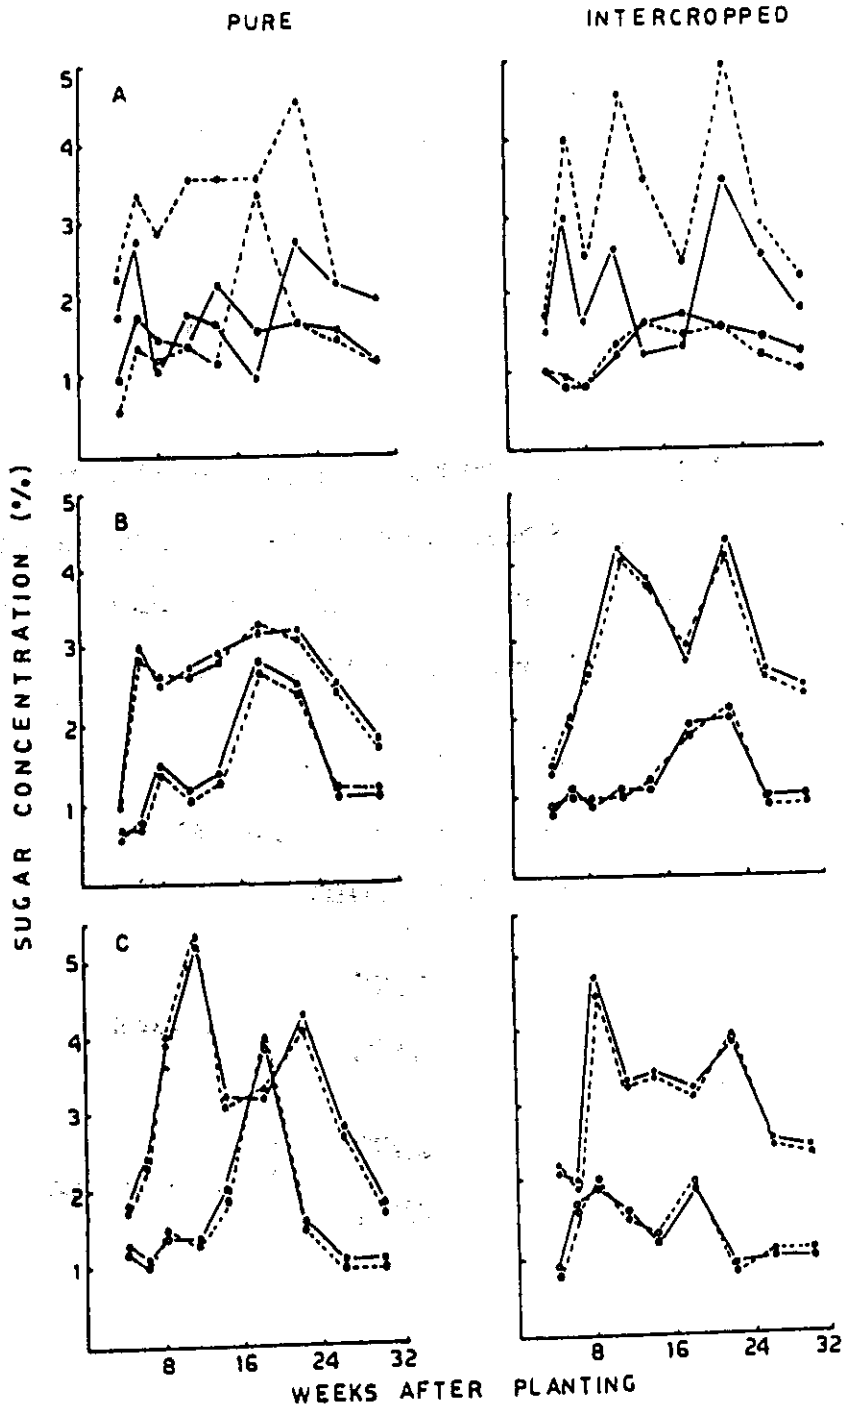 PURE INTERCROPPED
A
5
4
3
2
1
B
5
4
3
2
1
C
5
4
3
2
1
8 16 24 32 8 16 24 32
SUGAR CONCENTRATION (%)
WEEKS AFTER PLANTING